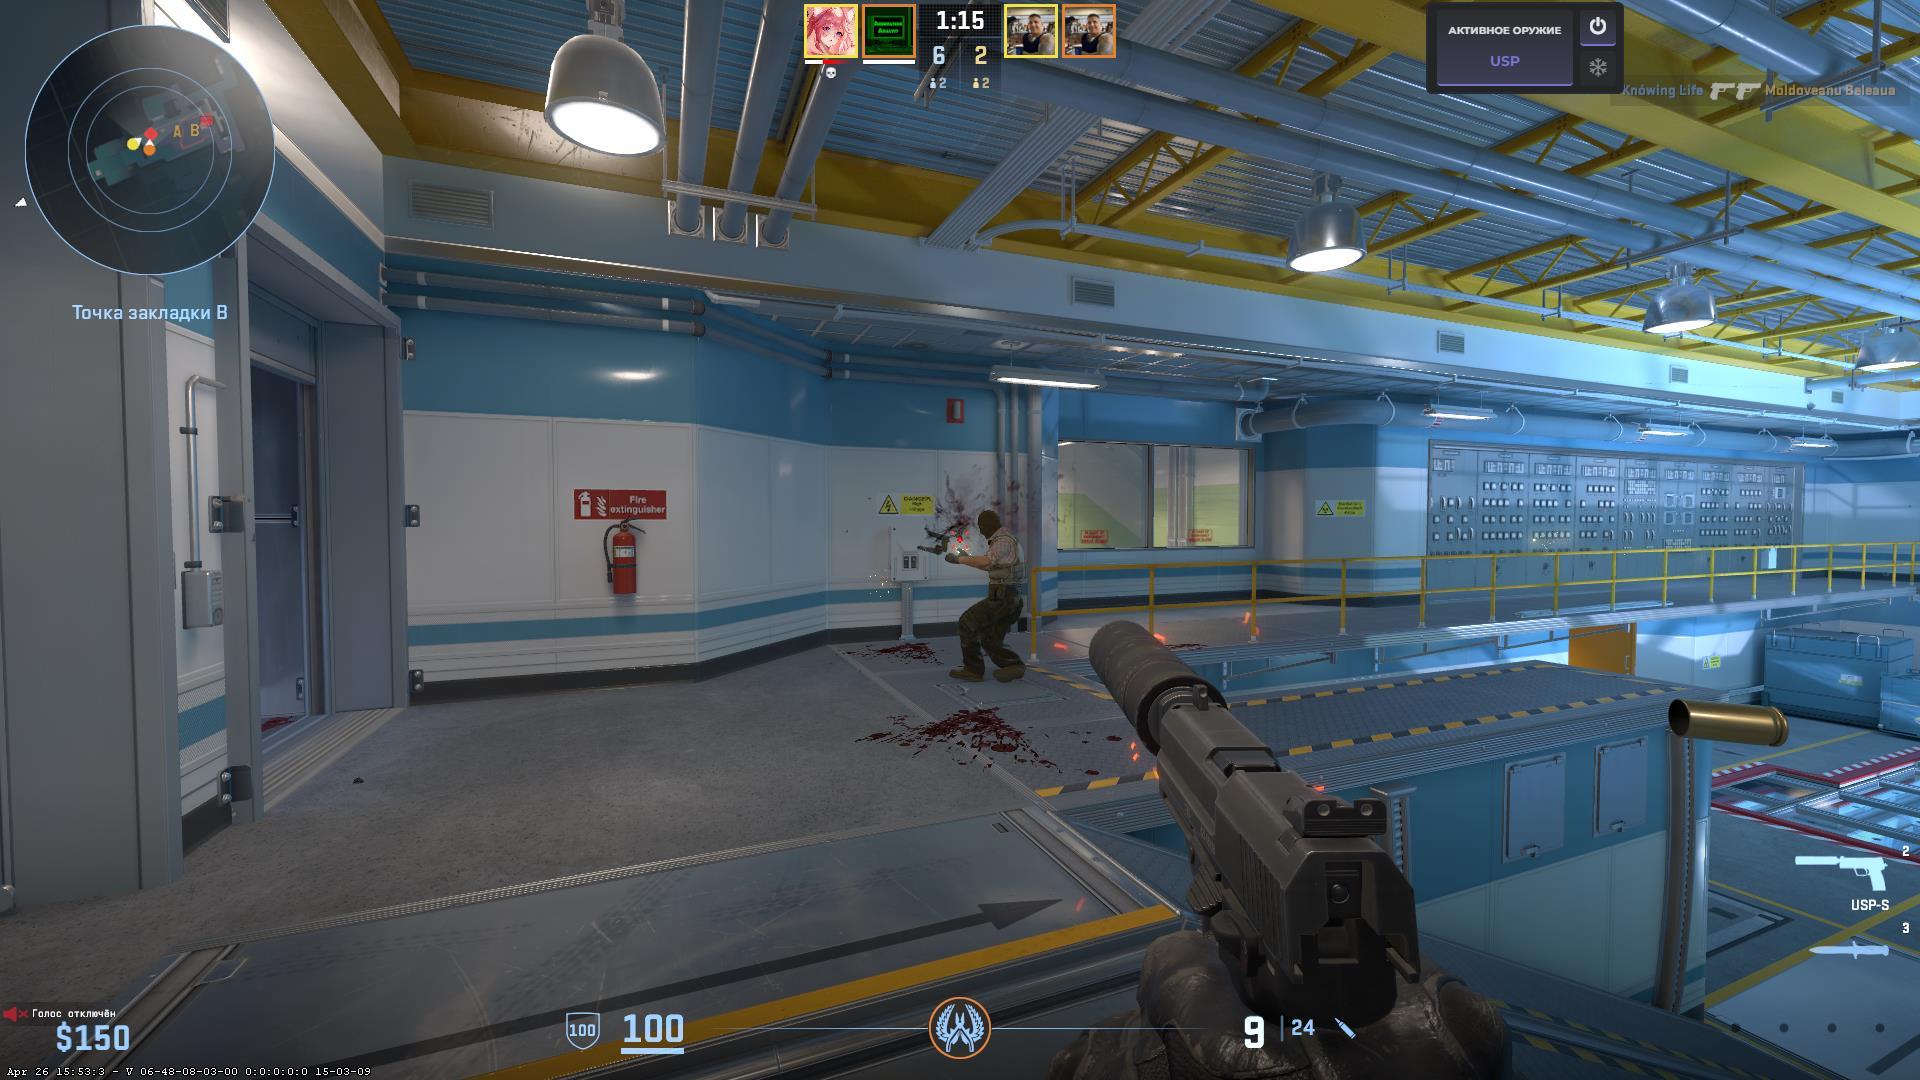 1:15
6 2
2 2
АКТИВНОЕ ОРУЖИЕ
USP
Knowing Life Moldoveanu Beleaua
A B
Точка закладки B
Fire
extinguisher
DANGER
2
USP-S
3
Голос отключён
$150
100 100
9 24
Apr 26 15:53:3 - V 06-48-08-03-00 0:0:0:0:0 15-03-09